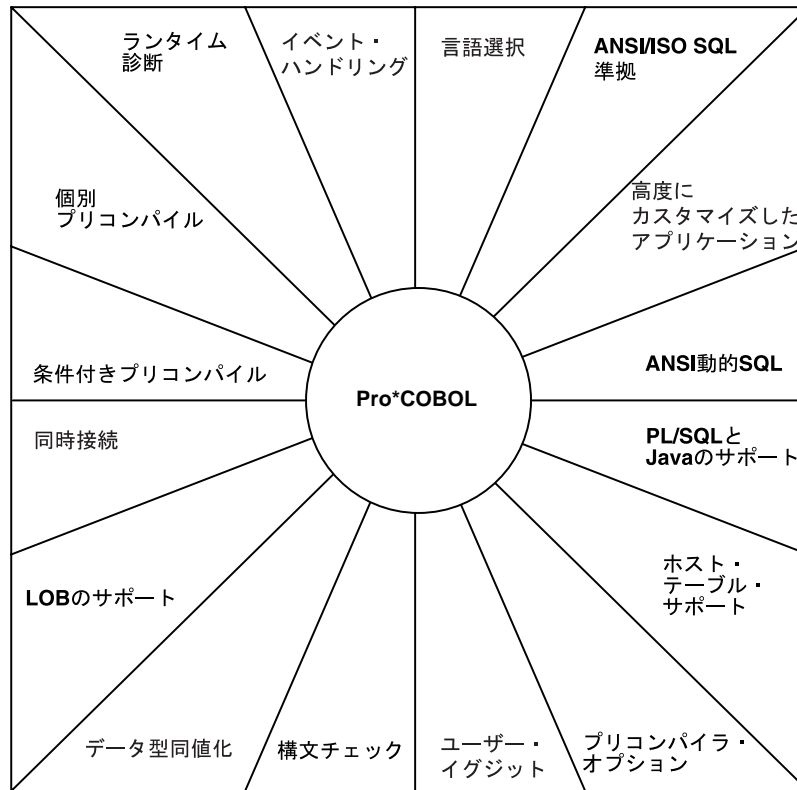 ランタイム
診断
イベント・
ハンドリング
言語選択
ANSI/ISO SQL
準拠
個別
プリコンパイル
高度に
カスタマイズした
アプリケーション
条件付きプリコンパイル
Pro*COBOL
ANSI動的SQL
同時接続
PL/SQLと
Javaのサポート
LOBのサポート
ホスト・
テーブル・
サポート
データ型同値化
構文チェック
ユーザー・
イグジット
プリコンパイラ・
オプション